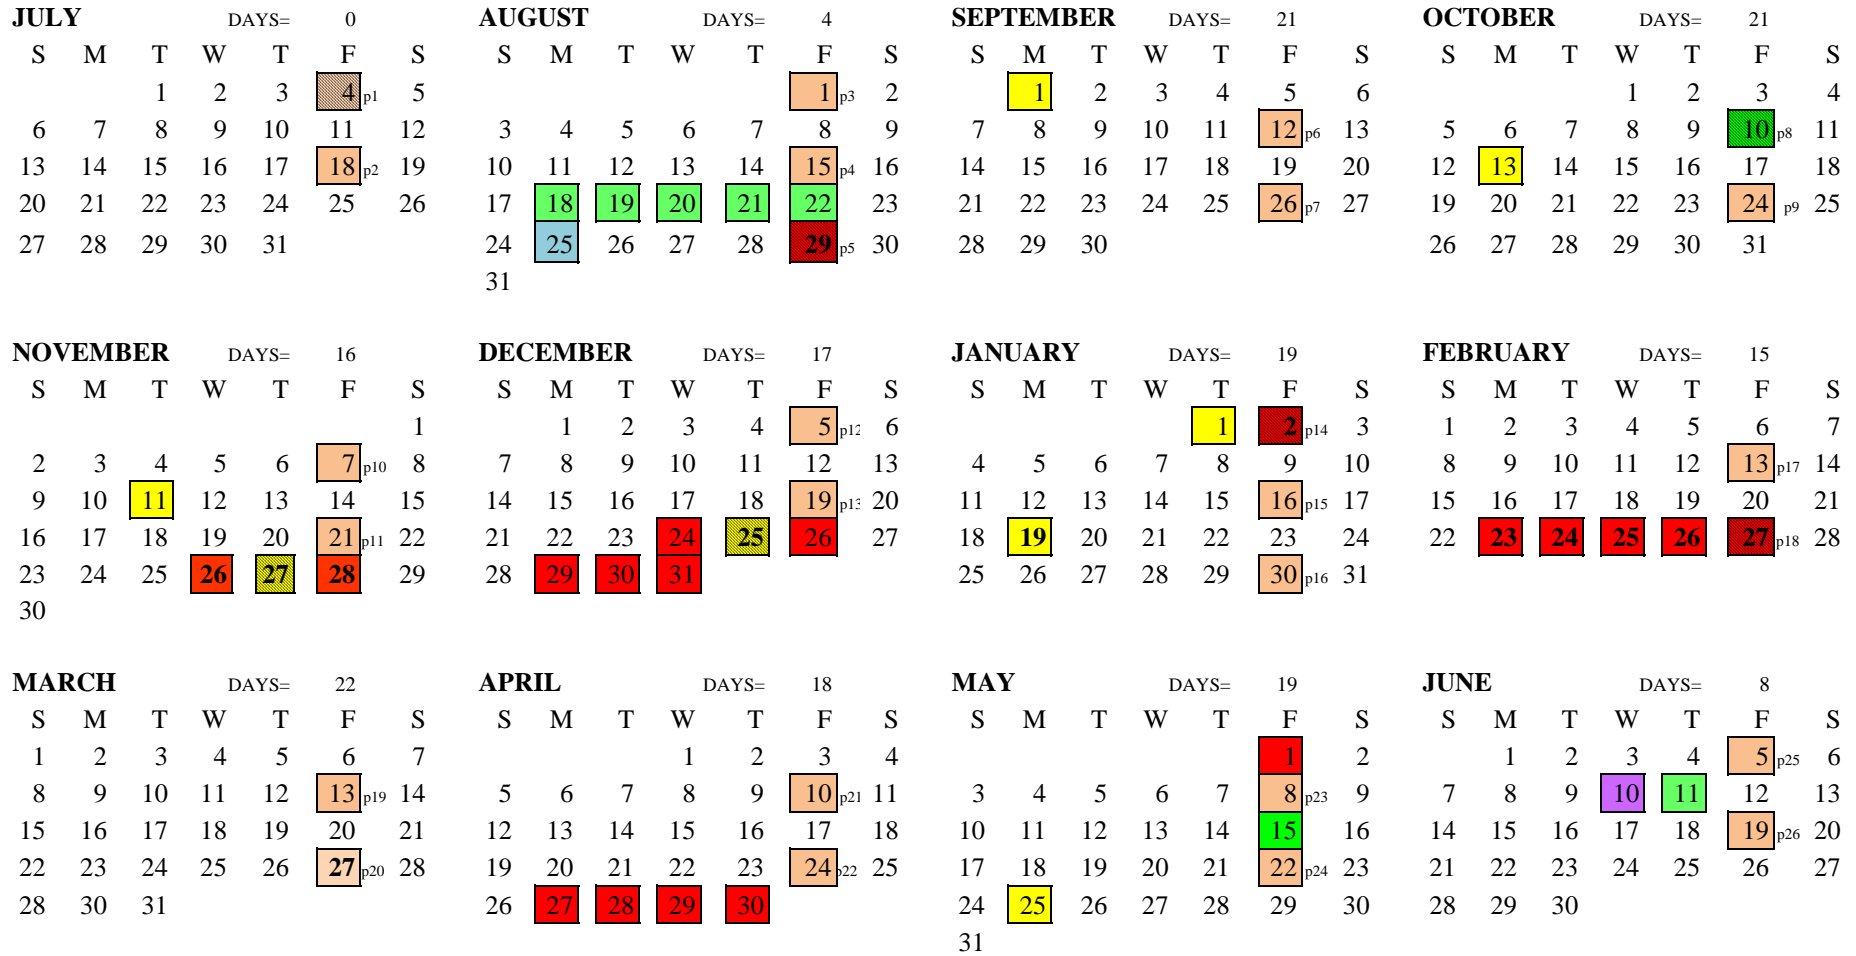 JULY DAYS= 0
S M T W T F S
1 2 3 4 p1 5
6 7 8 9 10 11 12
13 14 15 16 17 18 p2 19
20 21 22 23 24 25 26
27 28 29 30 31
AUGUST DAYS= 4
S M T W T F S
1 p3 2
3 4 5 6 7 8 9
10 11 12 13 14 15 p4 16
17 18 19 20 21 22 23
24 25 26 27 28 29 p5 30
31
SEPTEMBER DAYS= 21
S M T W T F S
1 2 3 4 5 6
7 8 9 10 11 12 p6 13
14 15 16 17 18 19 20
21 22 23 24 25 26 p7 27
28 29 30
OCTOBER DAYS= 21
S M T W T F S
1 2 3 4
5 6 7 8 9 10 p8 11
12 13 14 15 16 17 18
19 20 21 22 23 24 p9 25
26 27 28 29 30 31
NOVEMBER DAYS= 16
S M T W T F S
1
2 3 4 5 6 7 p10 8
9 10 11 12 13 14 15
16 17 18 19 20 21 p11 22
23 24 25 26 27 28 29
30
DECEMBER DAYS= 17
S M T W T F S
1 2 3 4 5 p12 6
7 8 9 10 11 12 13
14 15 16 17 18 19 p13 20
21 22 23 24 25 26 27
28 29 30 31
JANUARY DAYS= 19
S M T W T F S
1 2 p14 3
4 5 6 7 8 9 10
11 12 13 14 15 16 p15 17
18 19 20 21 22 23 24
25 26 27 28 29 30 p16 31
FEBRUARY DAYS= 15
S M T W T F S
1 2 3 4 5 6 7
8 9 10 11 12 13 p17 14
15 16 17 18 19 20 21
22 23 24 25 26 27 p18 28
MARCH DAYS= 22
S M T W T F S
1 2 3 4 5 6 7
8 9 10 11 12 13 p19 14
15 16 17 18 19 20 21
22 23 24 25 26 27 p20 28
28 30 31
APRIL DAYS= 18
S M T W T F S
1 2 3 4
5 6 7 8 9 10 p21 11
12 13 14 15 16 17 18
19 20 21 22 23 24 p22 25
26 27 28 29 30
MAY DAYS= 19
S M T W T F S
1 2
3 4 5 6 7 8 p23 9
10 11 12 13 14 15 16
17 18 19 20 21 22 p24 23
24 25 26 27 28 29 30
31
JUNE DAYS= 8
S M T W T F S
1 2 3 4 5 p25 6
7 8 9 10 11 12 13
14 15 16 17 18 19 p26 20
21 22 23 24 25 26 27
28 29 30